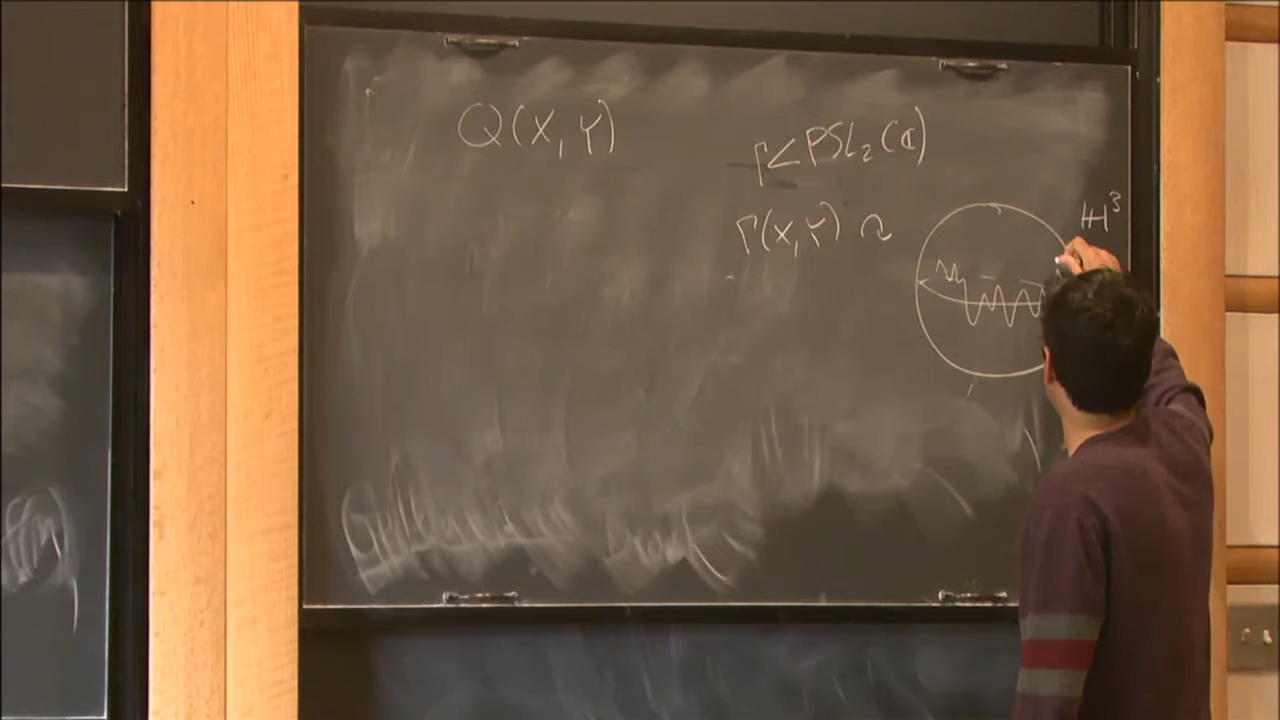 Q(X, Y)
Γ < PSL₂(ℂ)
Γ(X, Y) ↷
ℍ³